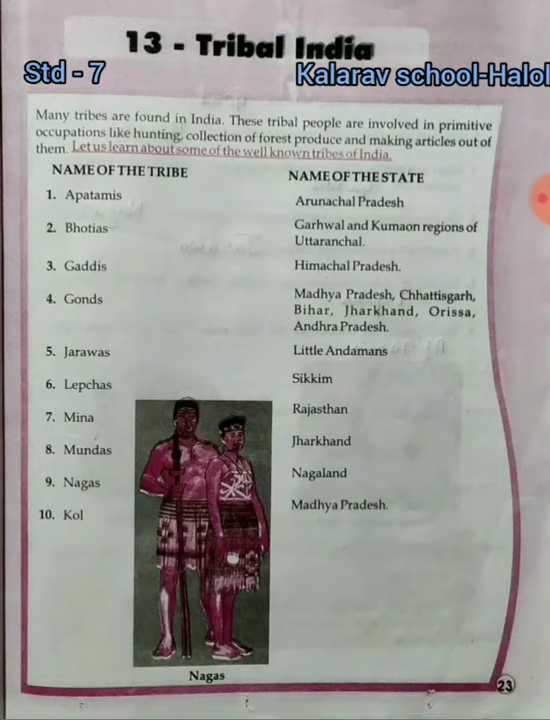 13 - Tribal India
Std - 7
Kalarav school-Halol
Many tribes are found in India. These tribal people are involved in primitive
occupations like hunting, collection of forest produce and making articles out of
them. Let us learn about some of the well known tribes of India.
NAME OF THE TRIBE NAME OF THE STATE
1. Apatamis Arunachal Pradesh
2. Bhotias Garhwal and Kumaon regions of
Uttaranchal.
3. Gaddis Himachal Pradesh.
4. Gonds Madhya Pradesh, Chhattisgarh,
Bihar, Jharkhand, Orissa,
Andhra Pradesh.
5. Jarawas Little Andamans
6. Lepchas Sikkim
7. Mina Rajasthan
8. Mundas Jharkhand
9. Nagas Nagaland
10. Kol Madhya Pradesh.
Nagas
23